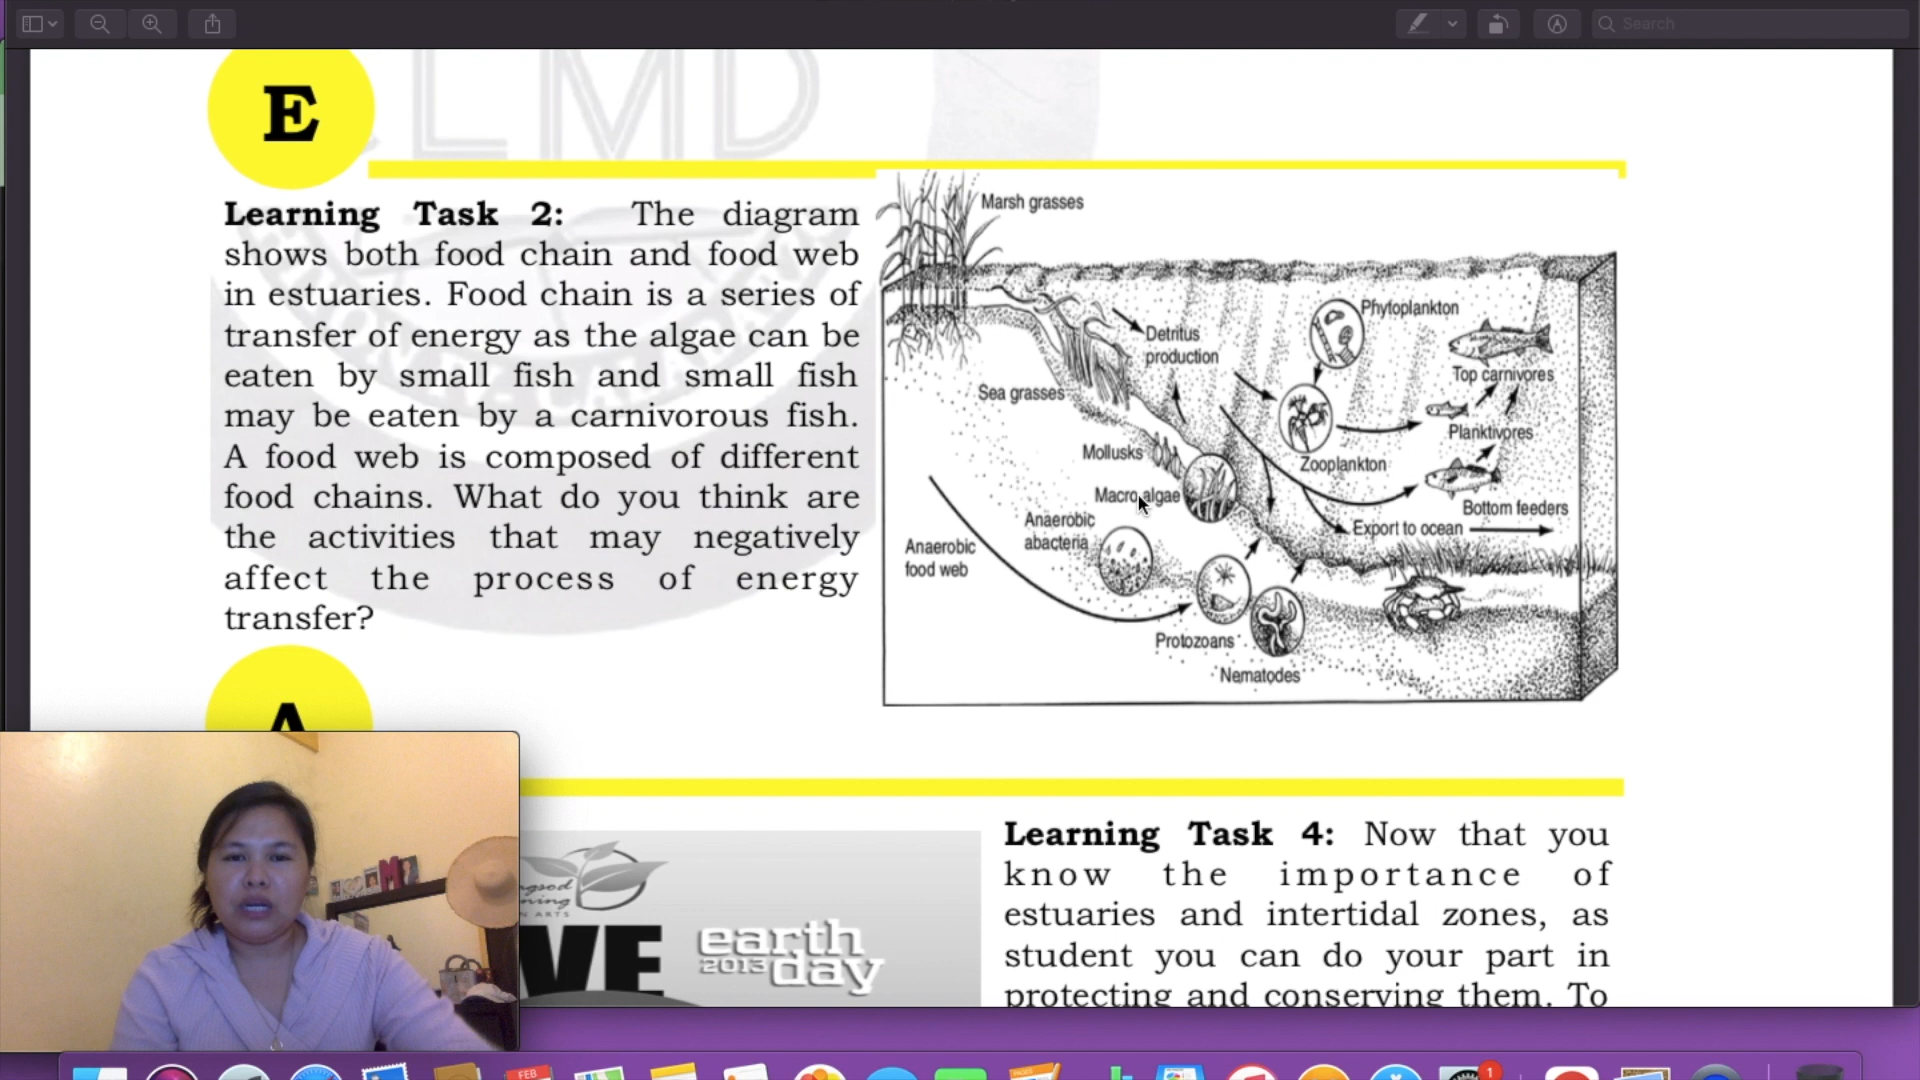 Search
E
LMD
Learning Task 2: The diagram
shows both food chain and food web
in estuaries. Food chain is a series of
transfer of energy as the algae can be
eaten by small fish and small fish
may be eaten by a carnivorous fish.
A food web is composed of different
food chains. What do you think are
the activities that may negatively
affect the process of energy
transfer?
Marsh grasses
Phytoplankton
Detritus
production
Top carnivores
Sea grasses
Planktivores
Mollusks
Zooplankton
Macro algae
Bottom feeders
Anaerobic
abacteria
Export to ocean
Anaerobic
food web
Protozoans
Nematodes
A
Learning Task 4: Now that you
know the importance of
estuaries and intertidal zones, as
student you can do your part in
protecting and conserving them. To
VE
earth
2013 day
M
FEB
PAGES
1